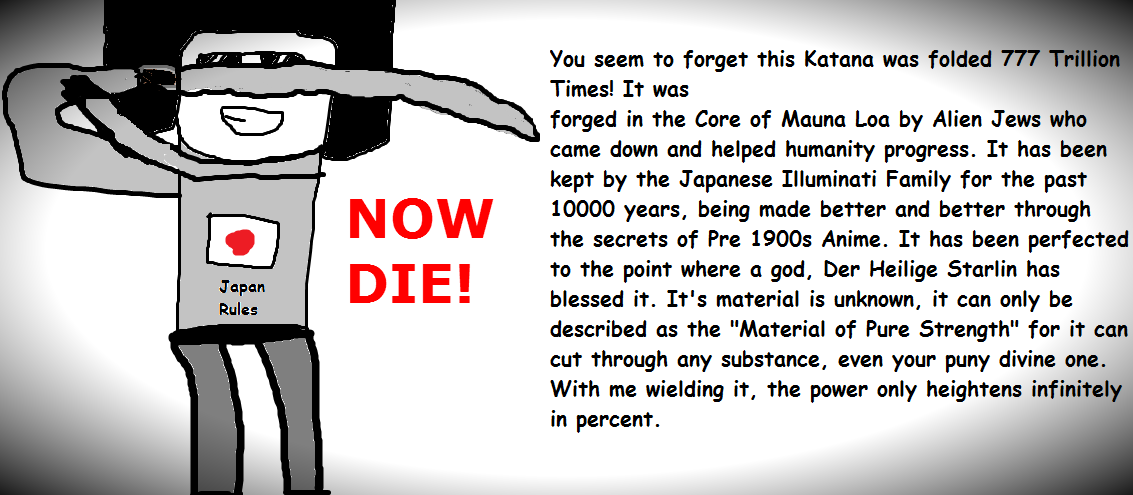 You seem to forget this Katana was folded 777 Trillion
Times! It was
forged in the Core of Mauna Loa by Alien Jews who
came down and helped humanity progress. It has been
kept by the Japanese Illuminati Family for the past
10000 years, being made better and better through
the secrets of Pre 1900s Anime. It has been perfected
to the point where a god, Der Heilige Starlin has
blessed it. It's material is unknown, it can only be
described as the "Material of Pure Strength" for it can
cut through any substance, even your puny divine one.
With me wielding it, the power only heightens infinitely
in percent.
NOW
DIE!
Japan
Rules